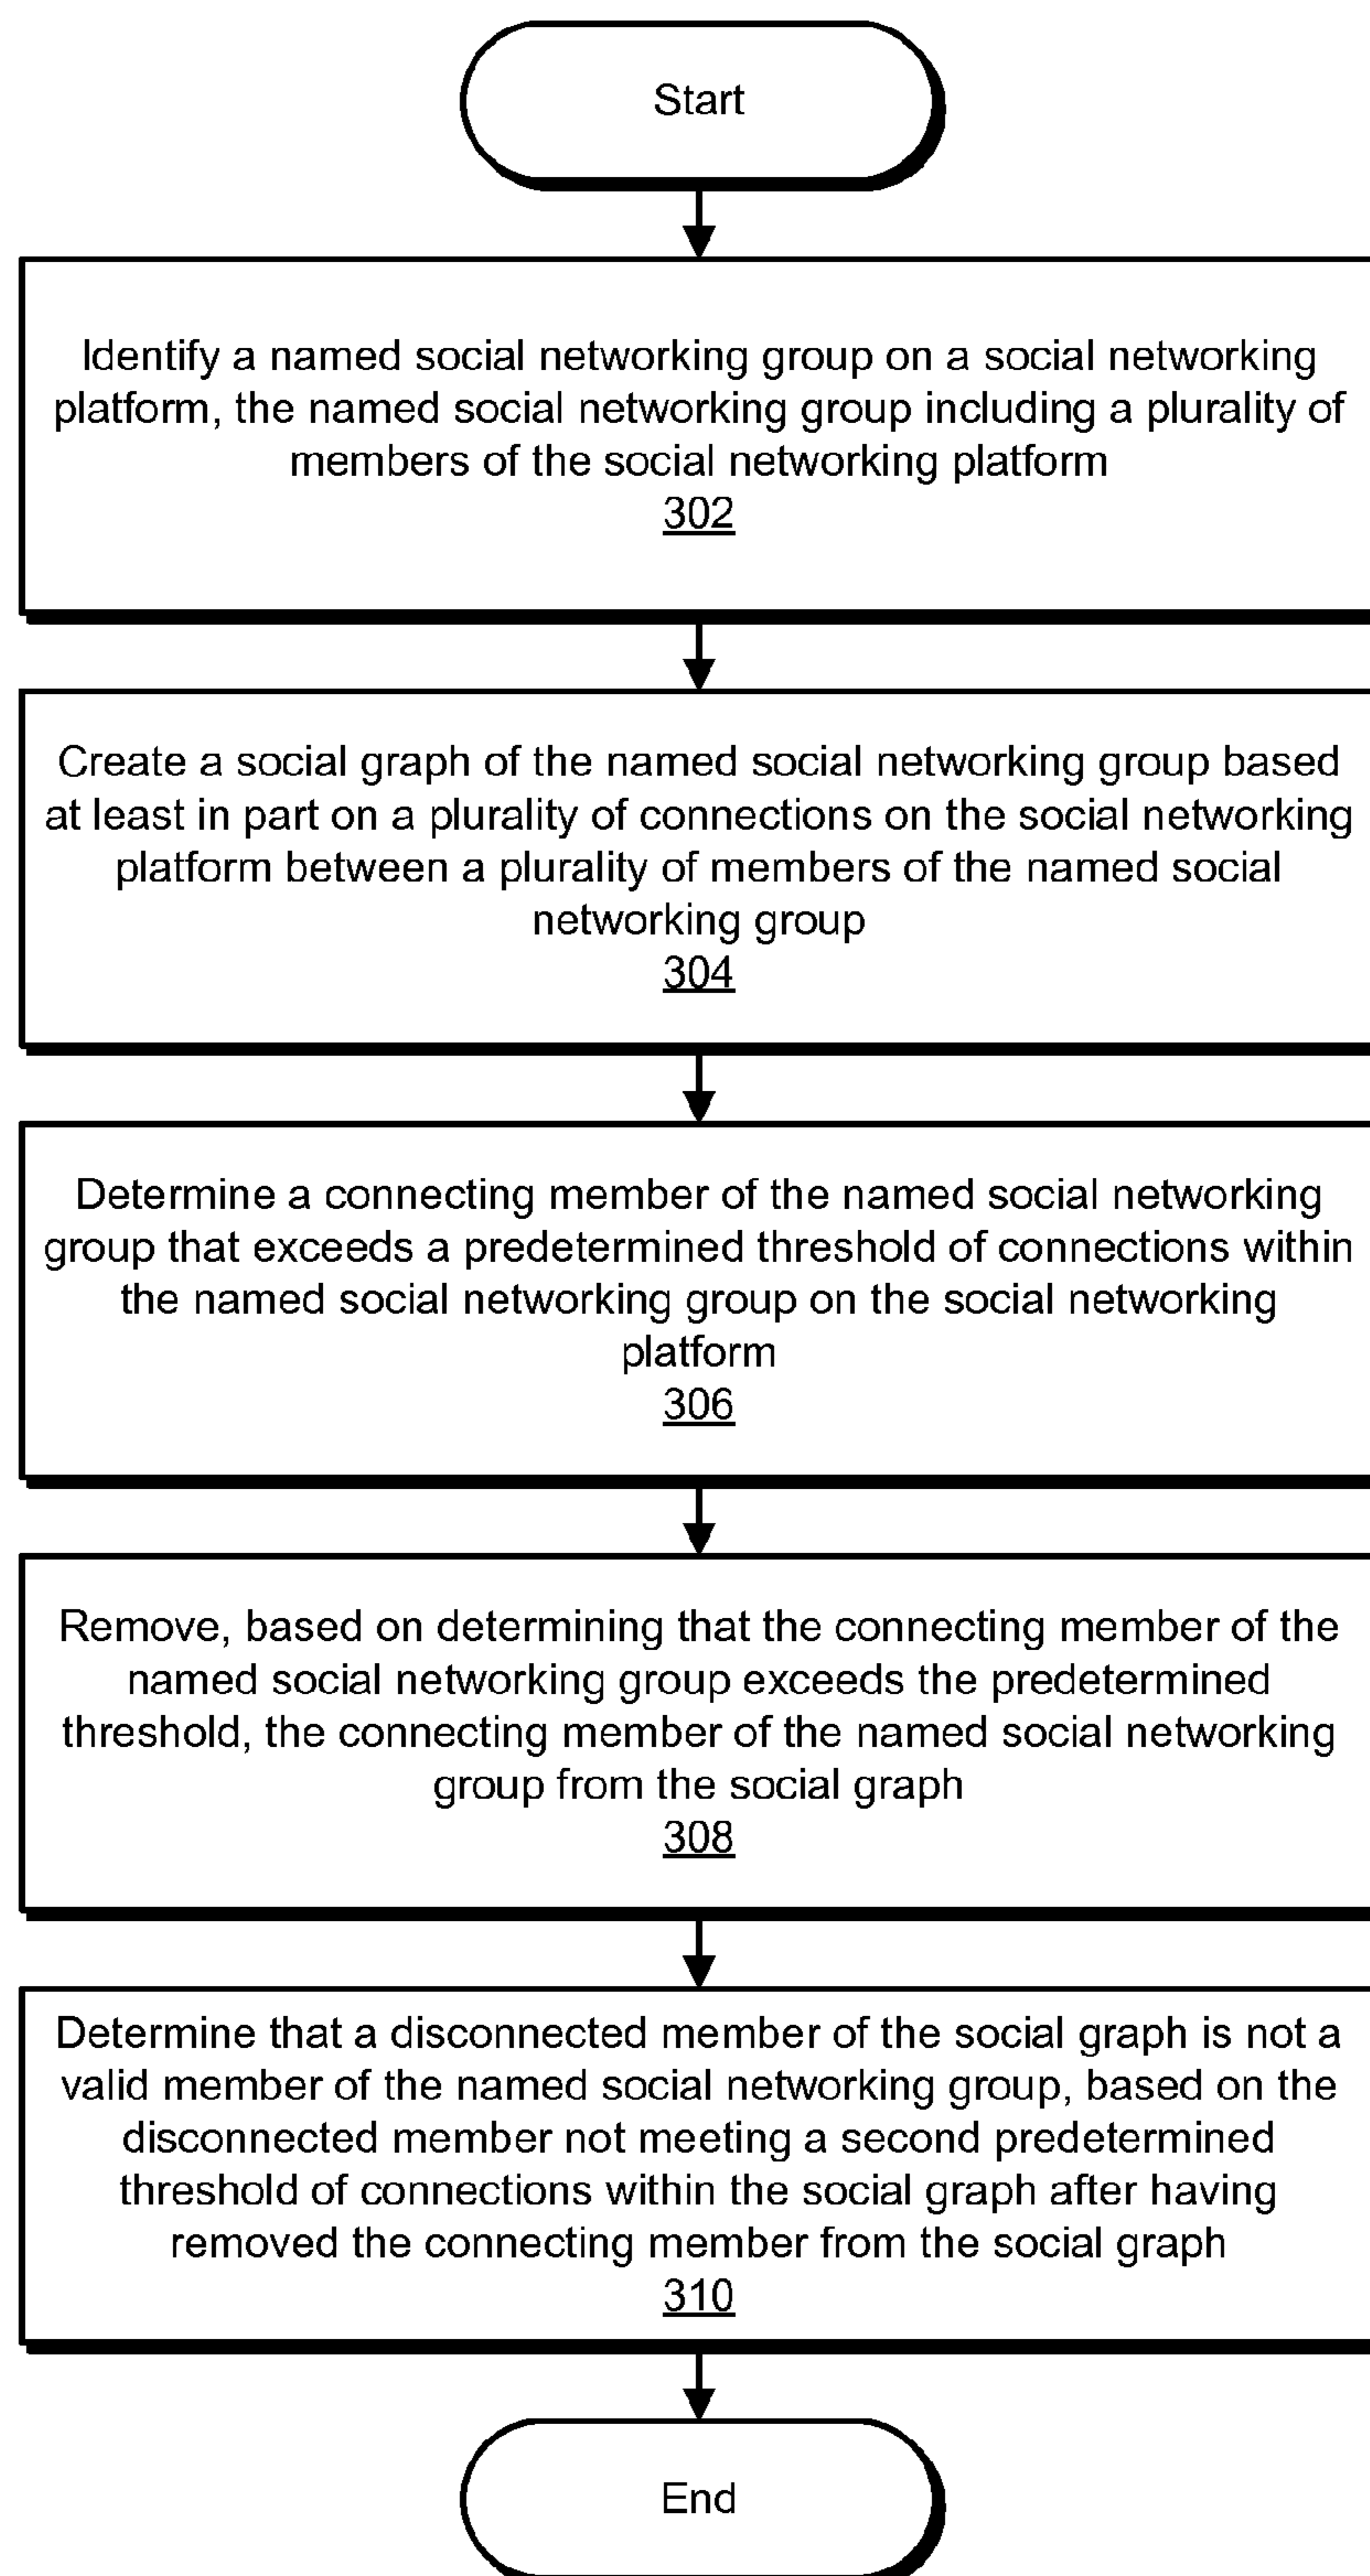 Start
Identify a named social networking group on a social networking
platform, the named social networking group including a plurality of
members of the social networking platform
302
Create a social graph of the named social networking group based
at least in part on a plurality of connections on the social networking
platform between a plurality of members of the named social
networking group
304
Determine a connecting member of the named social networking
group that exceeds a predetermined threshold of connections within
the named social networking group on the social networking
platform
306
Remove, based on determining that the connecting member of the
named social networking group exceeds the predetermined
threshold, the connecting member of the named social networking
group from the social graph
308
Determine that a disconnected member of the social graph is not a
valid member of the named social networking group, based on the
disconnected member not meeting a second predetermined
threshold of connections within the social graph after having
removed the connecting member from the social graph
310
End